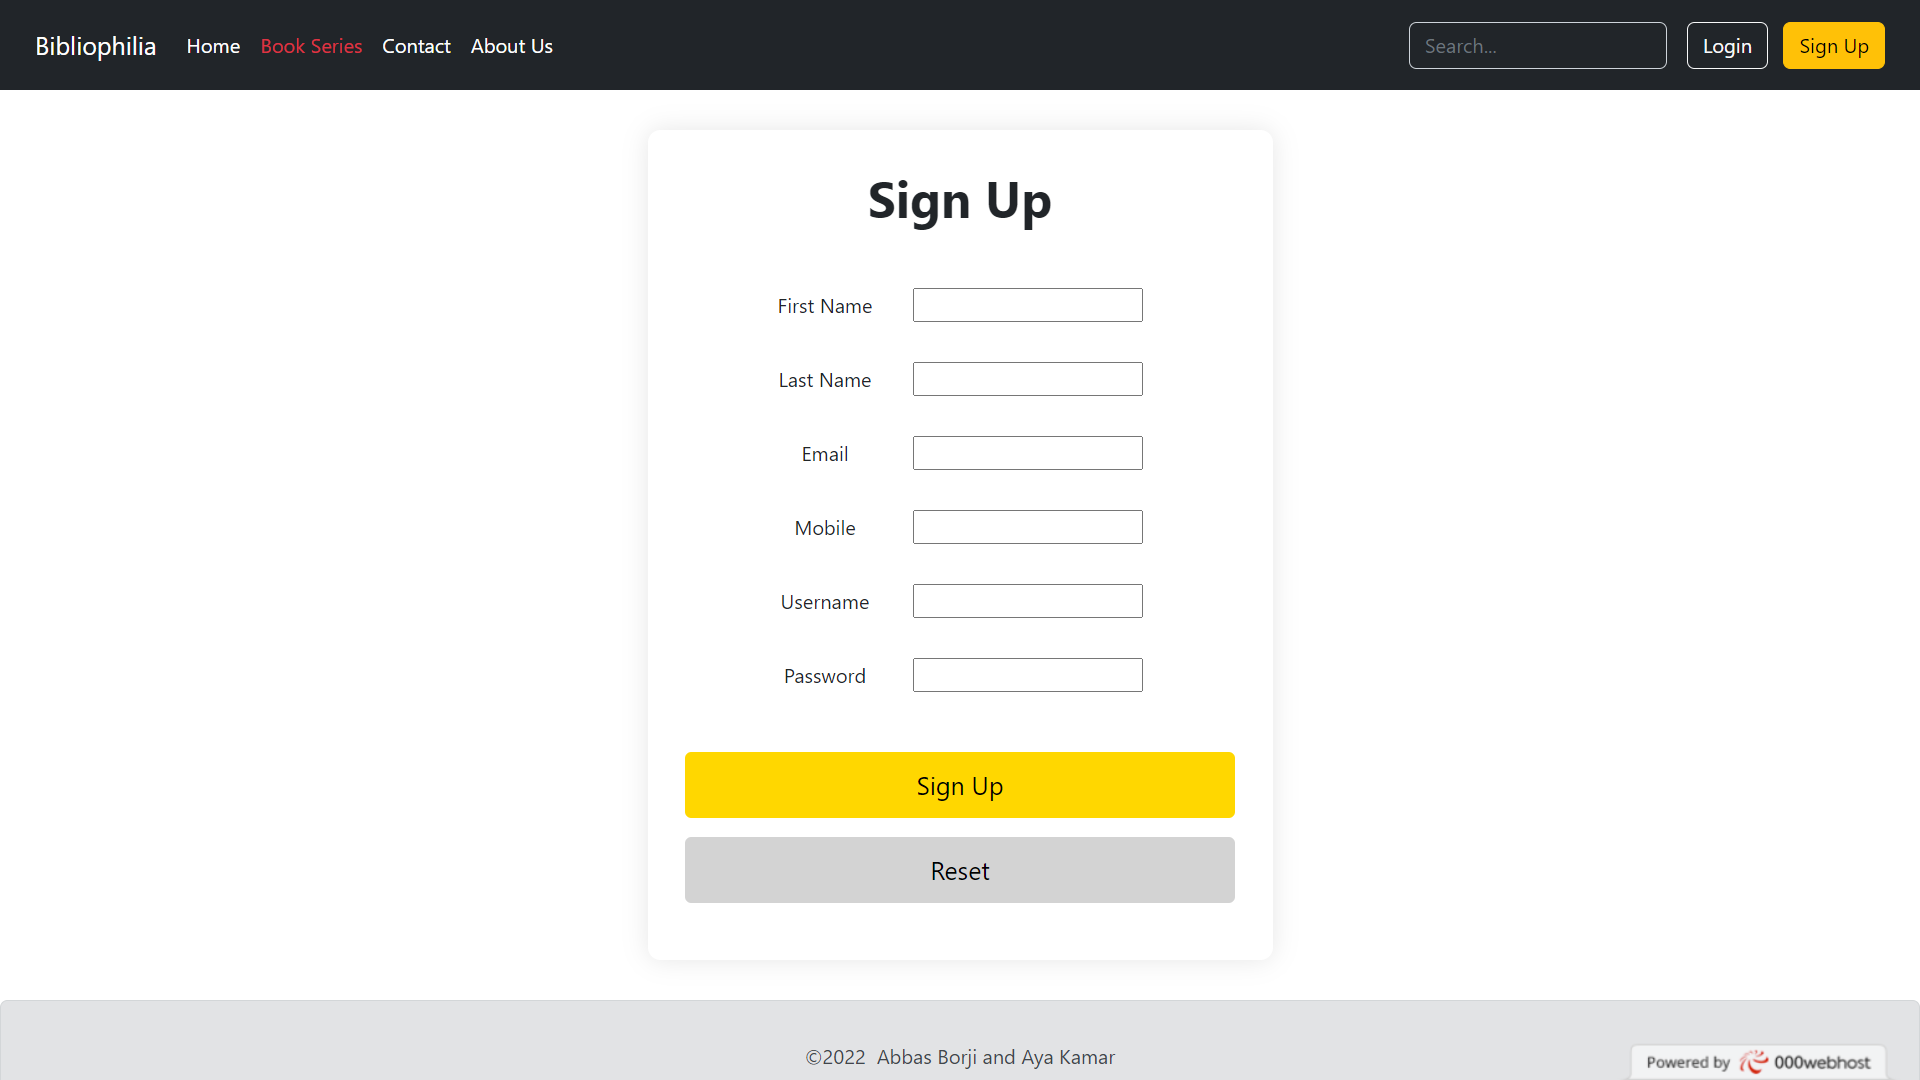 Bibliophilia Home Book Series Contact About Us Search... Login Sign Up
Sign Up
First Name
Last Name
Email
Mobile
Username
Password
Sign Up
Reset
©2022 Abbas Borji and Aya Kamar
Powered by 000webhost